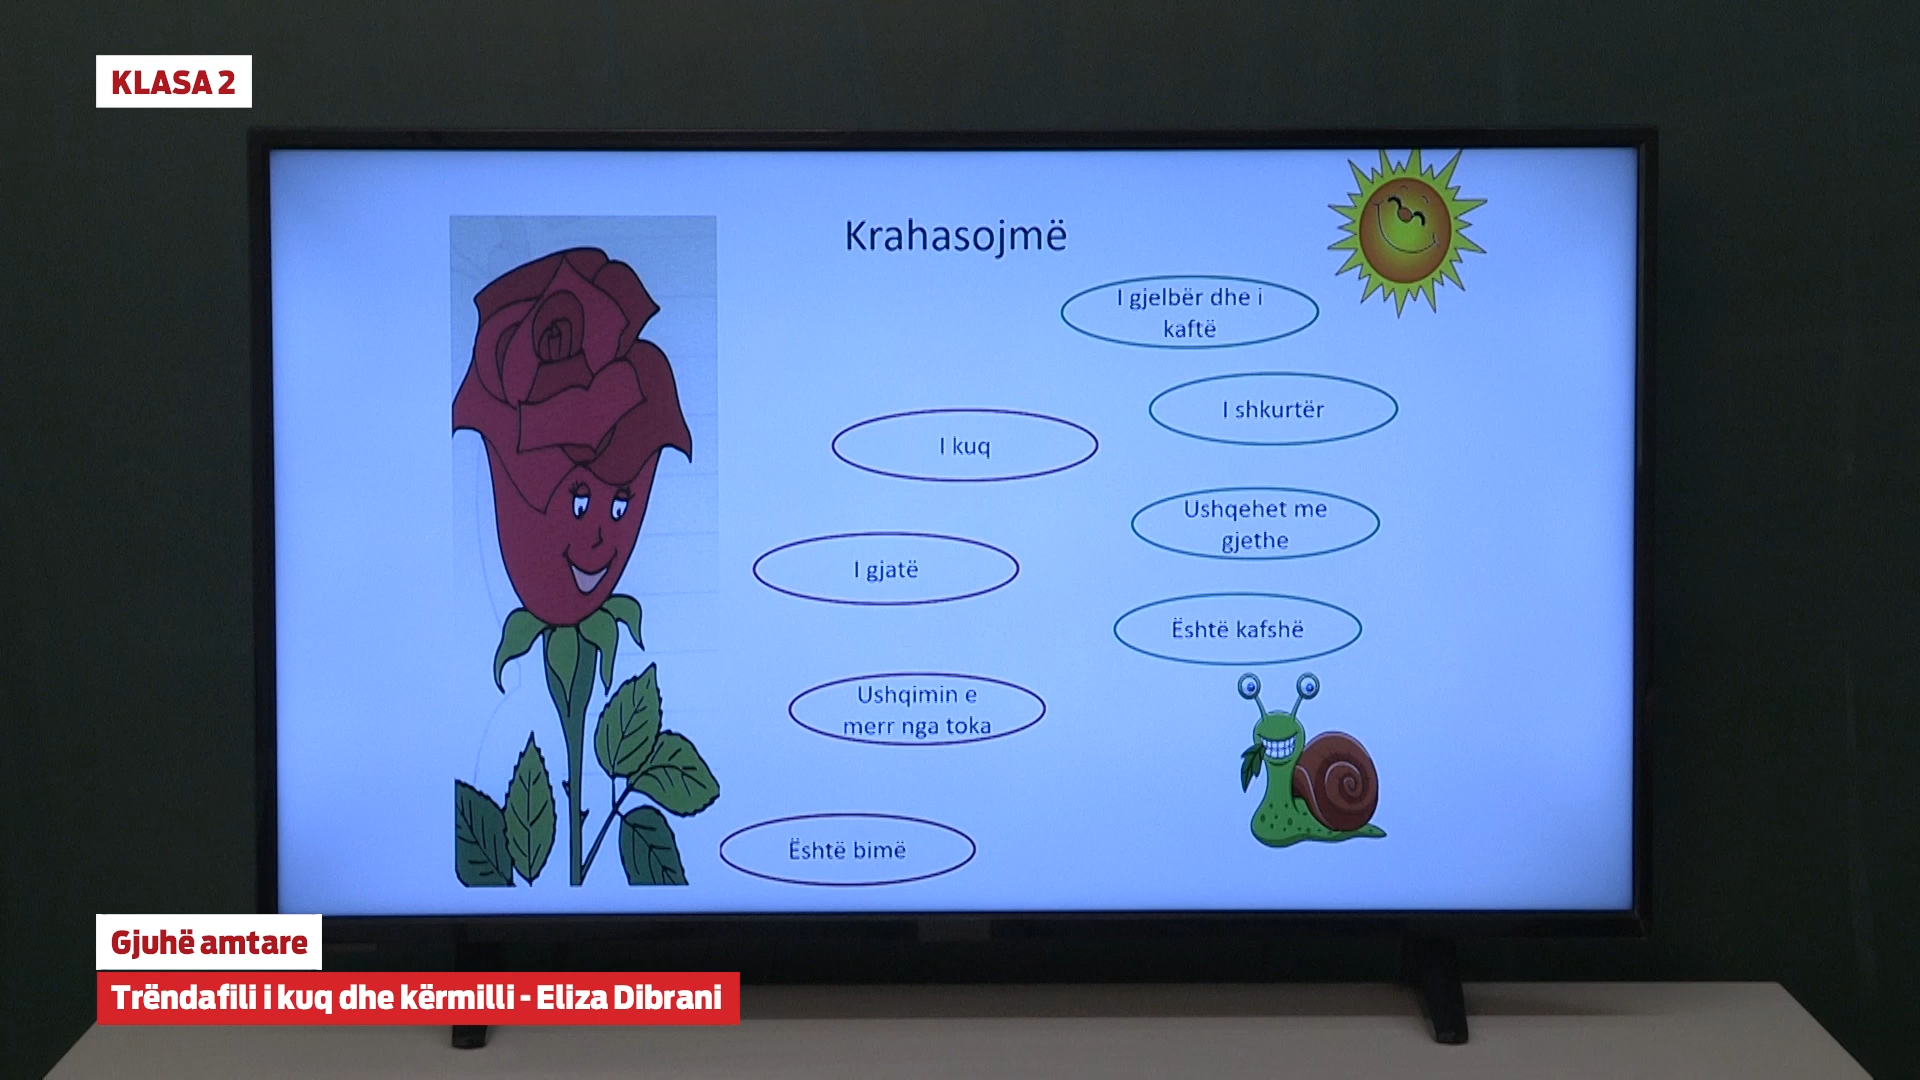 KLASA 2
Krahasojmë
I gjelbër dhe i
kaftë
I shkurtër
I kuq
Ushqehet me
gjethe
I gjatë
Është kafshë
Ushqimin e
merr nga toka
Është bimë
Gjuhë amtare
Trëndafili i kuq dhe kërmilli - Eliza Dibrani